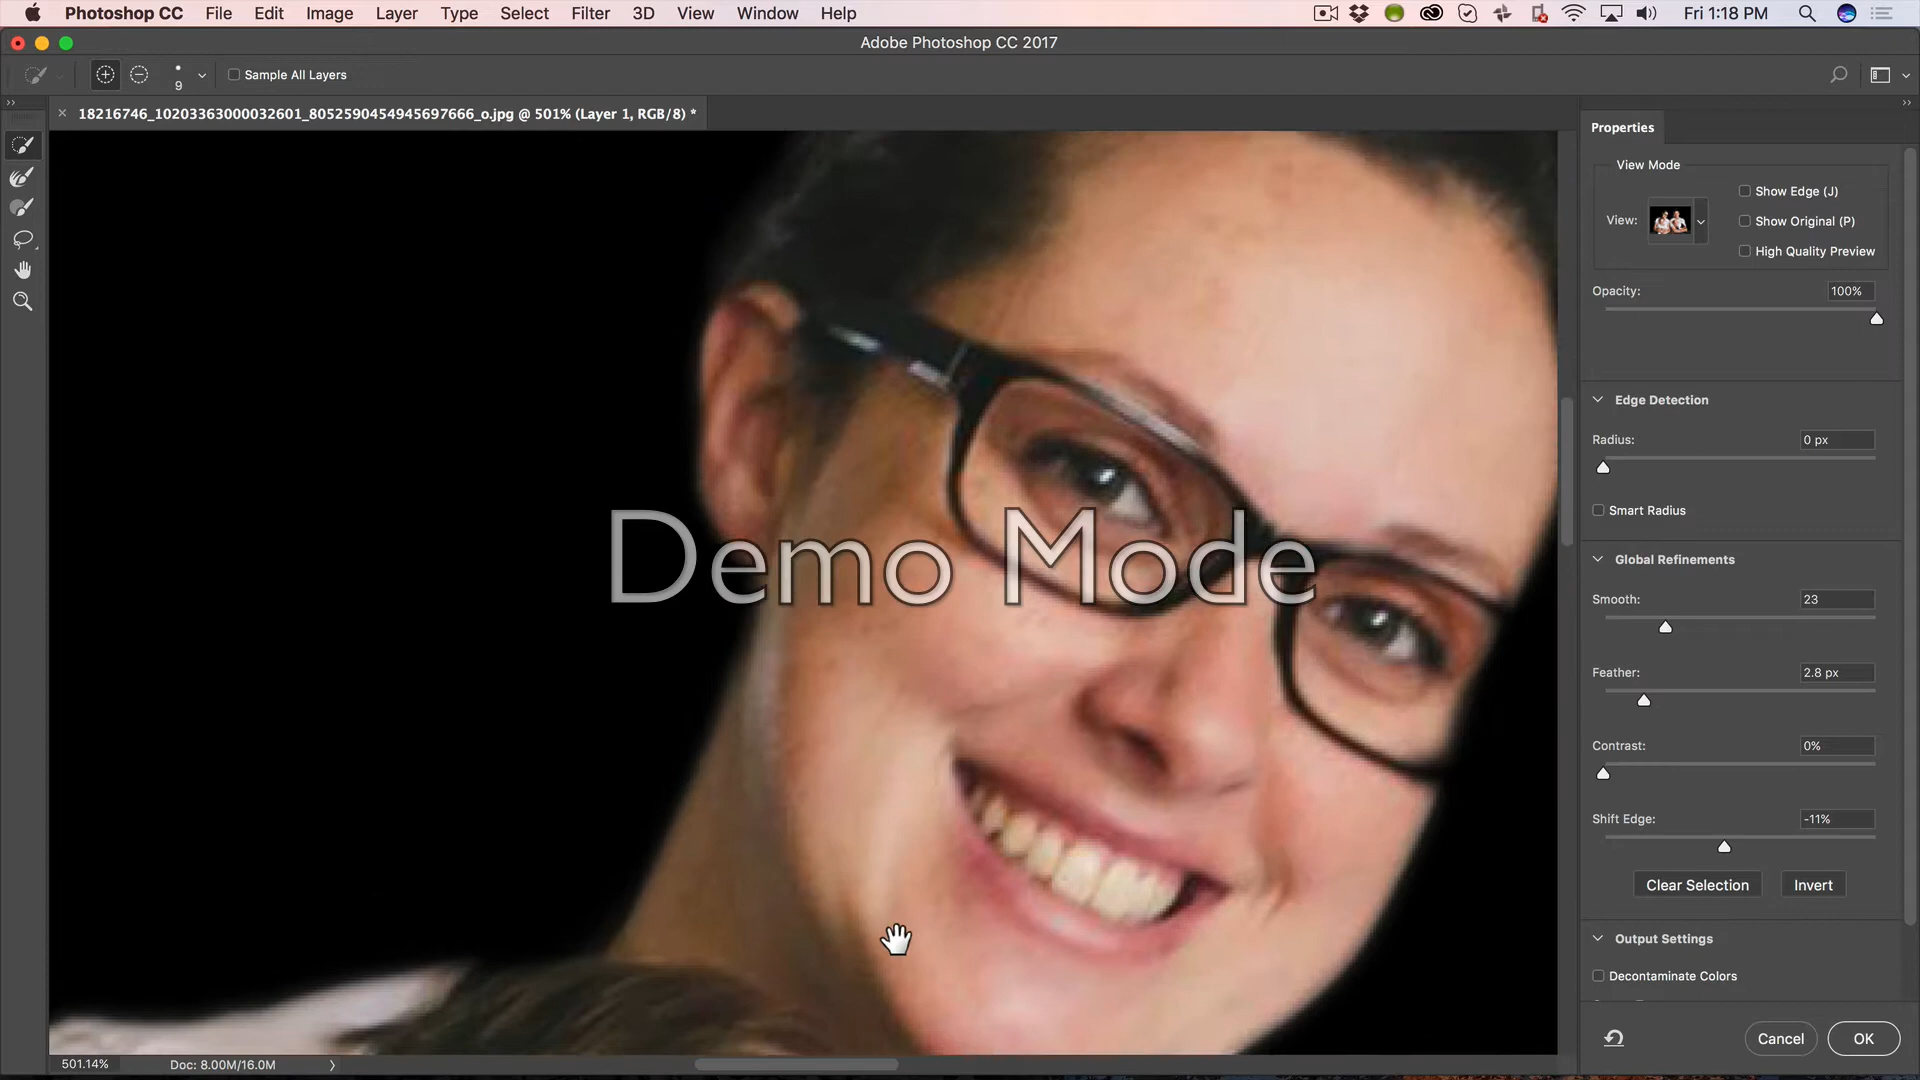 Photoshop CC File Edit Image Layer Type Select Filter 3D View Window Help Fri 1:18 PM
Adobe Photoshop CC 2017
9 Sample All Layers
18216746_10203363000032601_8052590454945697666_o.jpg @ 501% (Layer 1, RGB/8) *
Properties
View Mode
Show Edge (J)
View:
Show Original (P)
High Quality Preview
Opacity: 100%
Edge Detection
Radius: 0 px
Smart Radius
Demo Mode
Global Refinements
Smooth: 23
Feather: 2.8 px
Contrast: 0%
Shift Edge: -11%
Clear Selection Invert
Output Settings
Decontaminate Colors
Cancel OK
501.14% Doc: 8.00M/16.0M